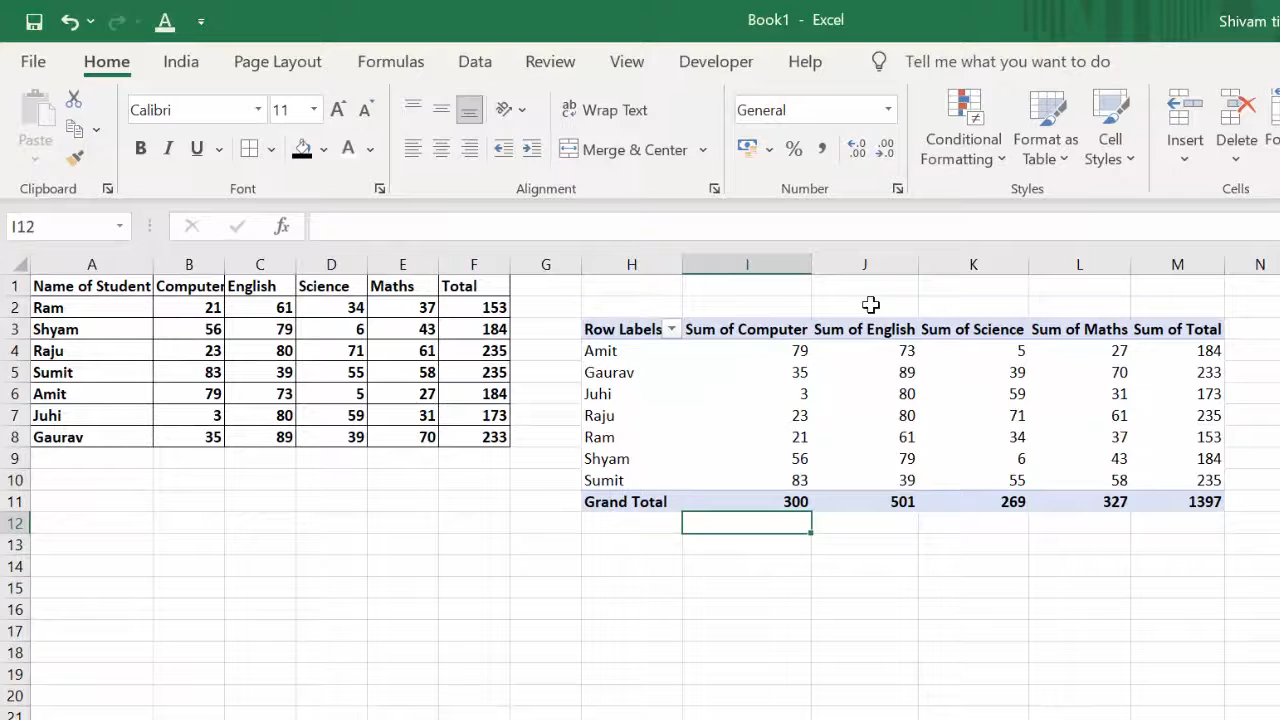 Book1 - Excel
Shivam ti
File Home India Page Layout Formulas Data Review View Developer Help Tell me what you want to do
Paste
Calibri 11
B I U A
Wrap Text
Merge & Center
General
% ,
Conditional Formatting
Format as Table
Cell Styles
Insert
Delete
Fo
Clipboard Font Alignment Number Styles Cells
I12 fx
A B C D E F G H I J K L M N
1 Name of Student Computer English Science Maths Total
2 Ram 21 61 34 37 153
3 Shyam 56 79 6 43 184 Row Labels Sum of Computer Sum of English Sum of Science Sum of Maths Sum of Total
4 Raju 23 80 71 61 235 Amit 79 73 5 27 184
5 Sumit 83 39 55 58 235 Gaurav 35 89 39 70 233
6 Amit 79 73 5 27 184 Juhi 3 80 59 31 173
7 Juhi 3 80 59 31 173 Raju 23 80 71 61 235
8 Gaurav 35 89 39 70 233 Ram 21 61 34 37 153
9 Shyam 56 79 6 43 184
10 Sumit 83 39 55 58 235
11 Grand Total 300 501 269 327 1397
12
13
14
15
16
17
18
19
20
21